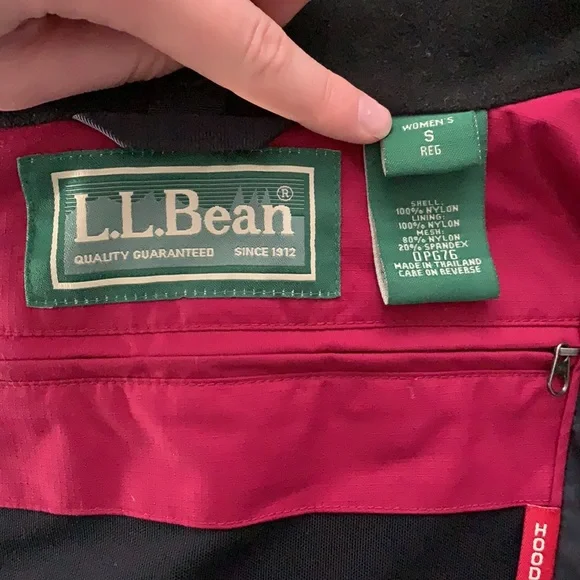 L.L.Bean®
QUALITY GUARANTEED SINCE 1912
WOMEN'S
S
REG
SHELL:
100% NYLON
LINING:
100% NYLON
MESH:
80% NYLON
20% SPANDEX
0PG76
MADE IN THAILAND
CARE ON REVERSE
HOOD